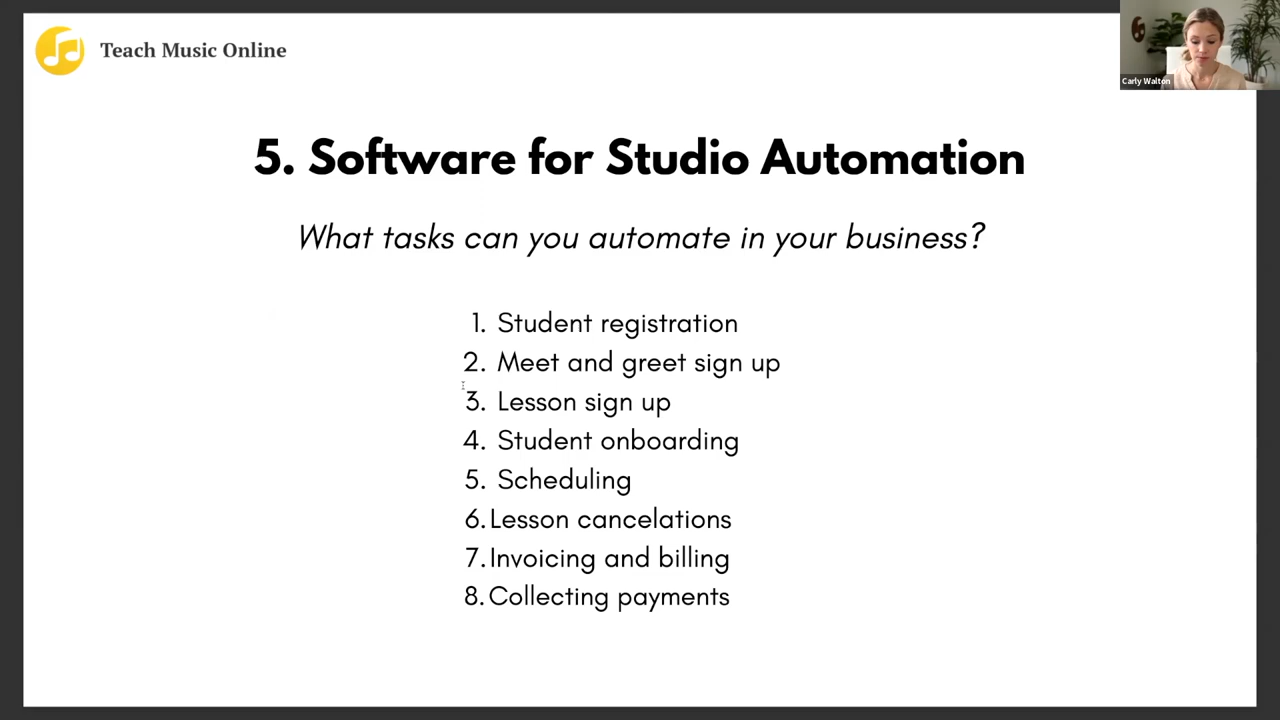 Teach Music Online
Carly Walton
5. Software for Studio Automation
What tasks can you automate in your business?
1. Student registration
2. Meet and greet sign up
3. Lesson sign up
4. Student onboarding
5. Scheduling
6. Lesson cancelations
7. Invoicing and billing
8. Collecting payments